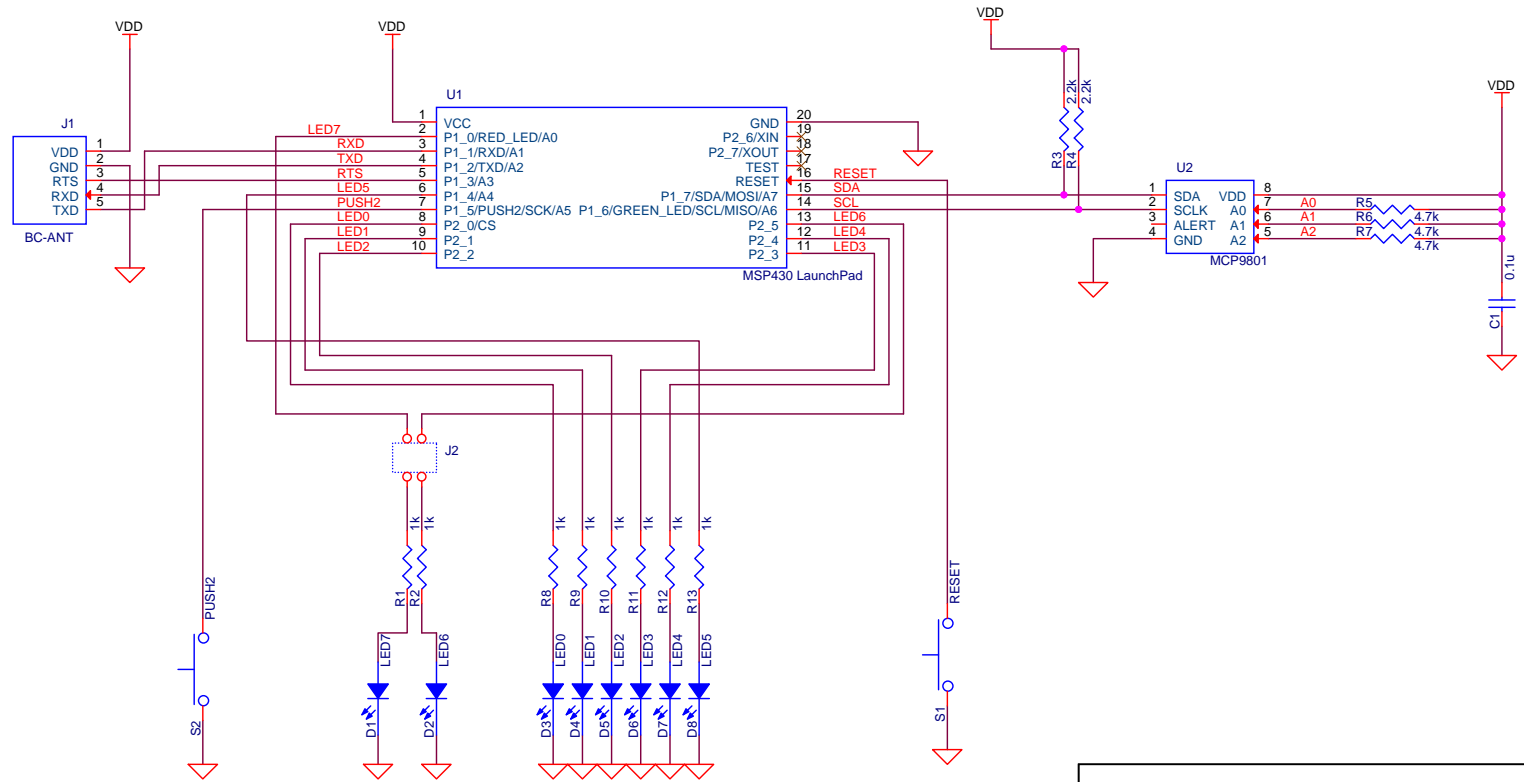 VDD
VDD
VDD
VDD
J1
1 VDD
2 GND
3 RTS
4 RXD
5 TXD
BC-ANT
LED7
RXD
TXD
RTS
LED5
PUSH2
LED0
LED1
LED2
U1
1 VCC
2 P1_0/RED_LED/A0
3 P1_1/RXD/A1
4 P1_2/TXD/A2
5 P1_3/A3
6 P1_4/A4
7 P1_5/PUSH2/SCK/A5
8 P2_0/CS
9 P2_1
10 P2_2
GND 20
P2_6/XIN 19
P2_7/XOUT 18
TEST 17
RESET 16
P1_7/SDA/MOSI/A7 15
P1_6/GREEN_LED/SCL/MISO/A6 14
P2_5 13
P2_4 12
P2_3 11
MSP430 LaunchPad
RESET
SDA
SCL
LED6
LED4
LED3
R3 2.2k
R4 2.2k
U2
1 SDA
2 SCLK
3 ALERT
4 GND
VDD 8
A0 7
A1 6
A2 5
MCP9801
A0 R5
A1 R6 4.7k
A2 R7 4.7k
C1 0.1u
J2
R1 1k
R2 1k
R8 1k
R9 1k
R10 1k
R11 1k
R12 1k
R13 1k
PUSH2
S2
LED7
D1
LED6
D2
LED0
D3
LED1
D4
LED2
D5
LED3
D6
LED4
D7
LED5
D8
RESET
S1